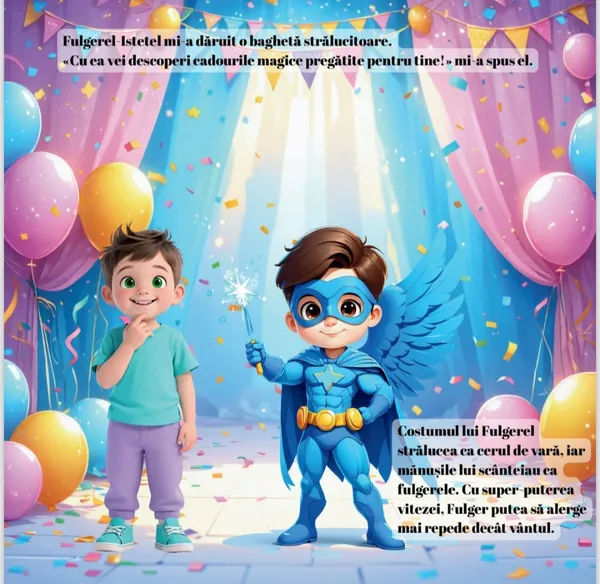 Fulgerel-Istetel mi-a dăruit o baghetă strălucitoare.
«Cu ea vei descoperi cadourile magice pregătite pentru tine!» mi-a spus el.
Costumul lui Fulgerel
strălucea ca cerul de vară, iar
mănușile lui scânteiau ca
fulgerele. Cu super-puterea
vitezei, Fulger putea să alerge
mai repede decât vântul.